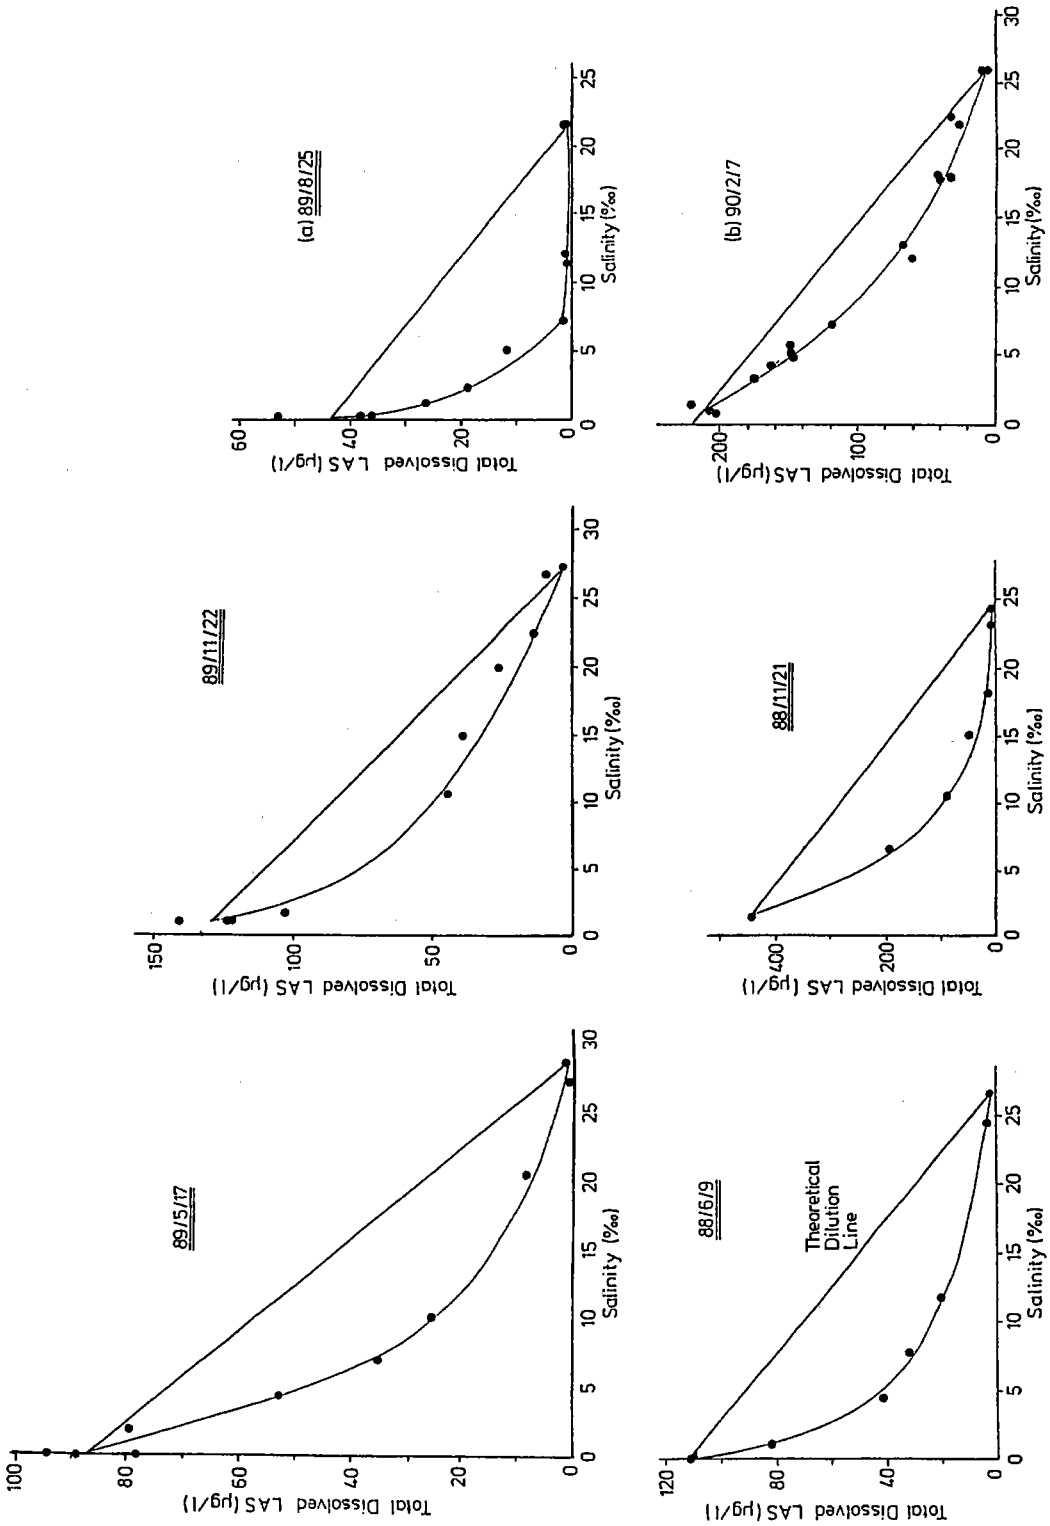 89/5/17
Total Dissolved LAS (µg/l)
100
80
60
40
20
0
0 5 10 15 20 25 30
Salinity (‰)
89/11/22
Total Dissolved LAS (µg/l)
150
100
50
0
0 5 10 15 20 25 30
Salinity (‰)
(a) 89/8/25
Total Dissolved LAS (µg/l)
60
40
20
0
0 5 10 15 20 25
Salinity (‰)
88/6/9
Total Dissolved LAS (µg/l)
120
80
40
0
Theoretical
Dilution
Line
0 5 10 15 20 25
Salinity (‰)
88/11/21
Total Dissolved LAS (µg/l)
400
200
0
0 5 10 15 20 25
Salinity (‰)
(b) 90/2/7
Total Dissolved LAS (µg/l)
200
100
0
0 5 10 15 20 25 30
Salinity (‰)